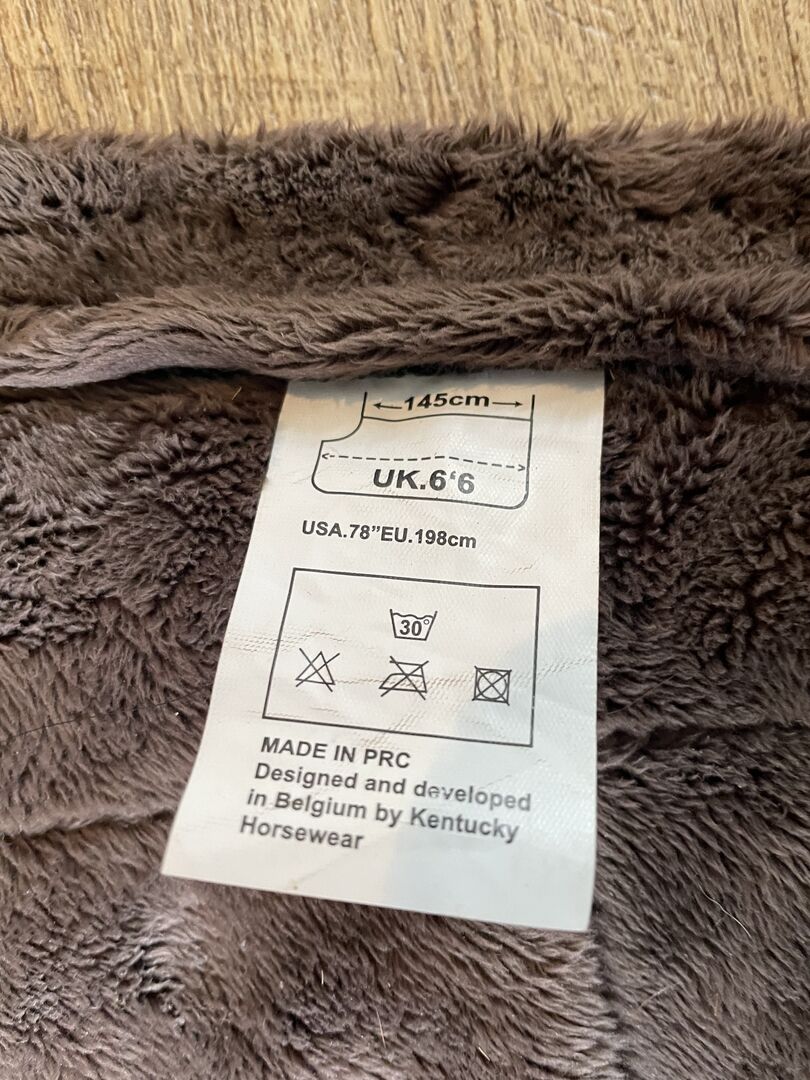 145cm
UK.6‘6
USA.78”EU.198cm
30°
MADE IN PRC
Designed and developed
in Belgium by Kentucky
Horsewear